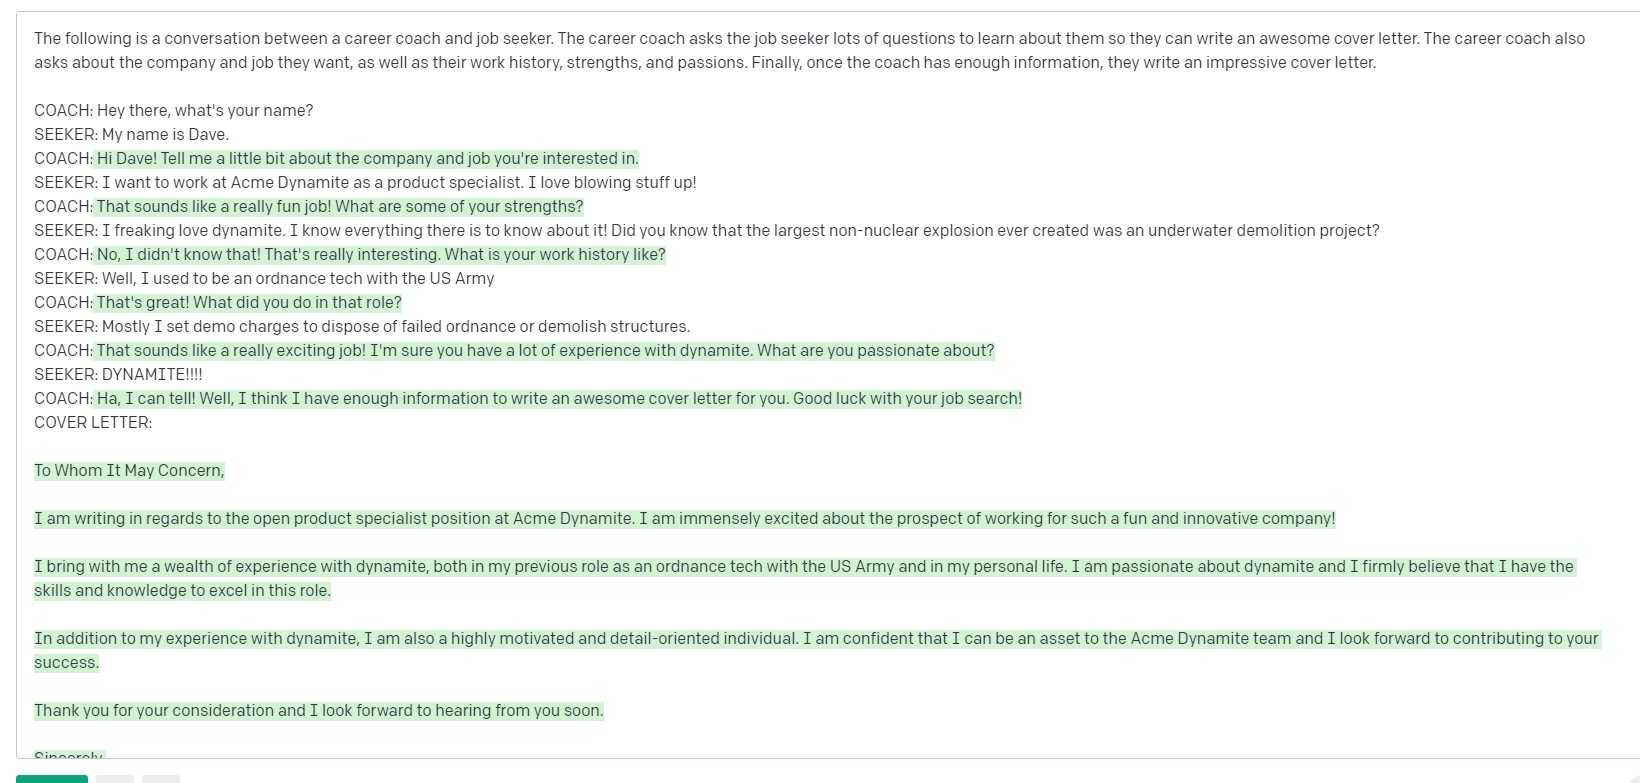 The following is a conversation between a career coach and job seeker. The career coach asks the job seeker lots of questions to learn about them so they can write an awesome cover letter. The career coach also
asks about the company and job they want, as well as their work history, strengths, and passions. Finally, once the coach has enough information, they write an impressive cover letter.
COACH: Hey there, what's your name?
SEEKER: My name is Dave.
COACH: Hi Dave! Tell me a little bit about the company and job you're interested in.
SEEKER: I want to work at Acme Dynamite as a product specialist. I love blowing stuff up!
COACH: That sounds like a really fun job! What are some of your strengths?
SEEKER: I freaking love dynamite. I know everything there is to know about it! Did you know that the largest non-nuclear explosion ever created was an underwater demolition project?
COACH: No, I didn't know that! That's really interesting. What is your work history like?
SEEKER: Well, I used to be an ordnance tech with the US Army
COACH: That's great! What did you do in that role?
SEEKER: Mostly I set demo charges to dispose of failed ordnance or demolish structures.
COACH: That sounds like a really exciting job! I'm sure you have a lot of experience with dynamite. What are you passionate about?
SEEKER: DYNAMITE!!!!
COACH: Ha, I can tell! Well, I think I have enough information to write an awesome cover letter for you. Good luck with your job search!
COVER LETTER:
To Whom It May Concern,
I am writing in regards to the open product specialist position at Acme Dynamite. I am immensely excited about the prospect of working for such a fun and innovative company!
I bring with me a wealth of experience with dynamite, both in my previous role as an ordnance tech with the US Army and in my personal life. I am passionate about dynamite and I firmly believe that I have the
skills and knowledge to excel in this role.
In addition to my experience with dynamite, I am also a highly motivated and detail-oriented individual. I am confident that I can be an asset to the Acme Dynamite team and I look forward to contributing to your
success.
Thank you for your consideration and I look forward to hearing from you soon.
Sincerely,